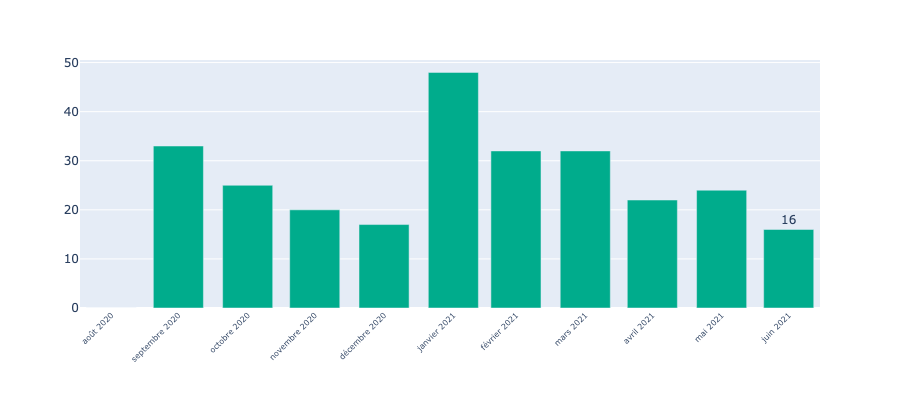 50
40
30
20
10
0
16
août 2020
septembre 2020
octobre 2020
novembre 2020
décembre 2020
janvier 2021
février 2021
mars 2021
avril 2021
mai 2021
juin 2021